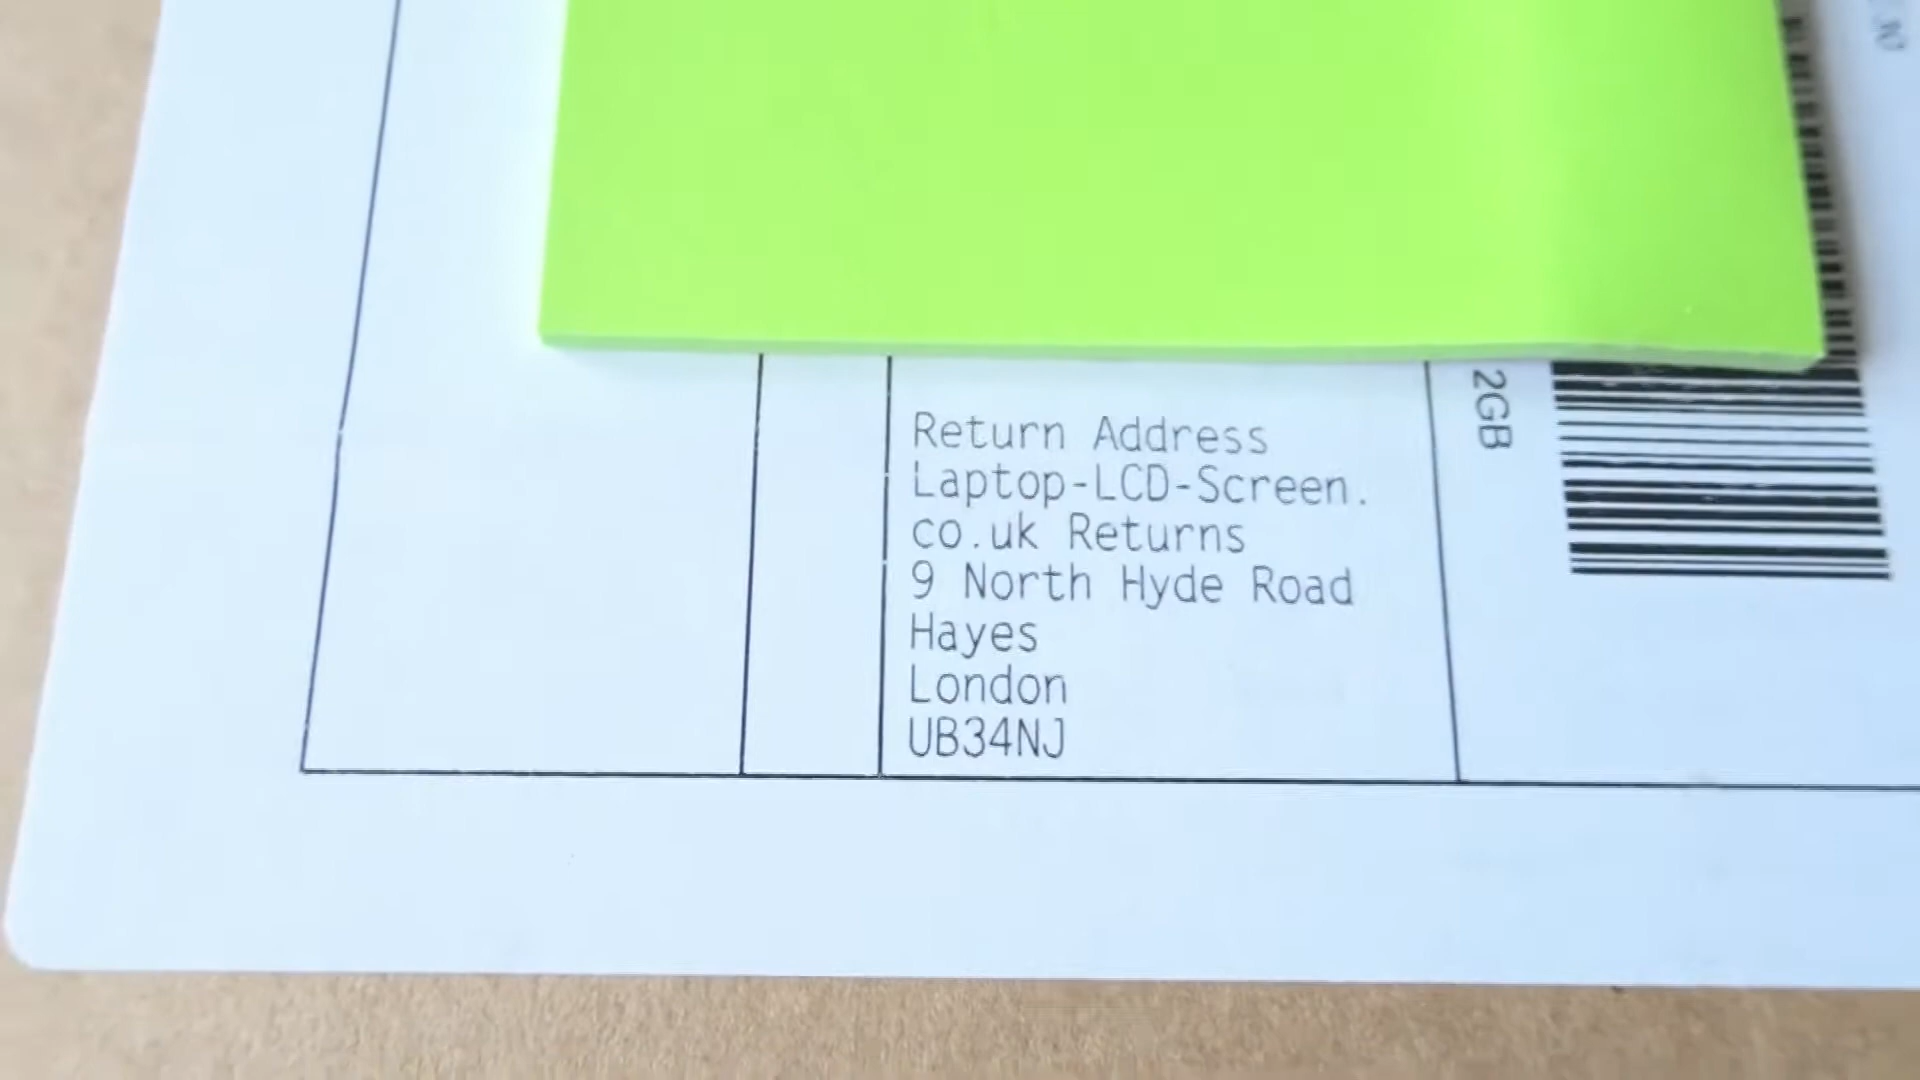 Return Address
Laptop-LCD-Screen.
co.uk Returns
9 North Hyde Road
Hayes
London
UB34NJ
2GB